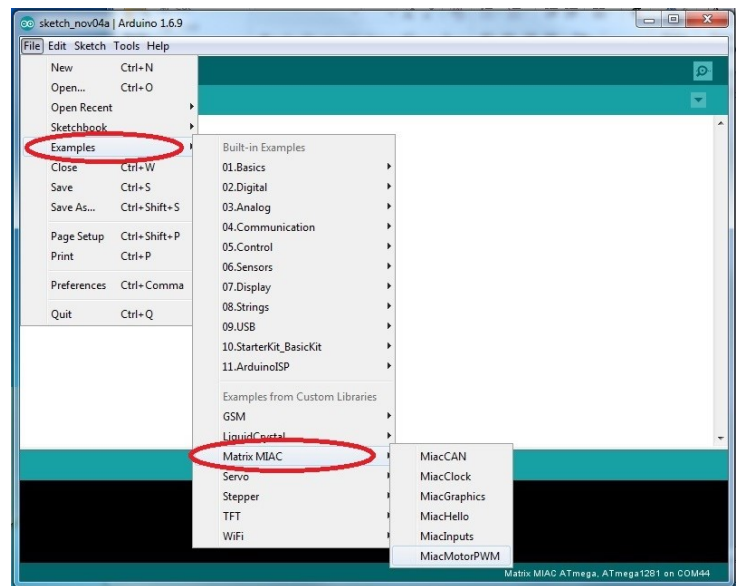 sketch_nov04a | Arduino 1.6.9
File Edit Sketch Tools Help
New Ctrl+N
Open... Ctrl+O
Open Recent
Sketchbook
Examples
Close Ctrl+W
Save Ctrl+S
Save As... Ctrl+Shift+S
Page Setup Ctrl+Shift+P
Print Ctrl+P
Preferences Ctrl+Comma
Quit Ctrl+Q
Built-in Examples
01.Basics
02.Digital
03.Analog
04.Communication
05.Control
06.Sensors
07.Display
08.Strings
09.USB
10.StarterKit_BasicKit
11.ArduinoISP
Examples from Custom Libraries
GSM
LiquidCrystal
Matrix MIAC
Servo
Stepper
TFT
WiFi
MiacCAN
MiacClock
MiacGraphics
MiacHello
MiacInputs
MiacMotorPWM
Matrix MIAC ATmega, ATmega1281 on COM44